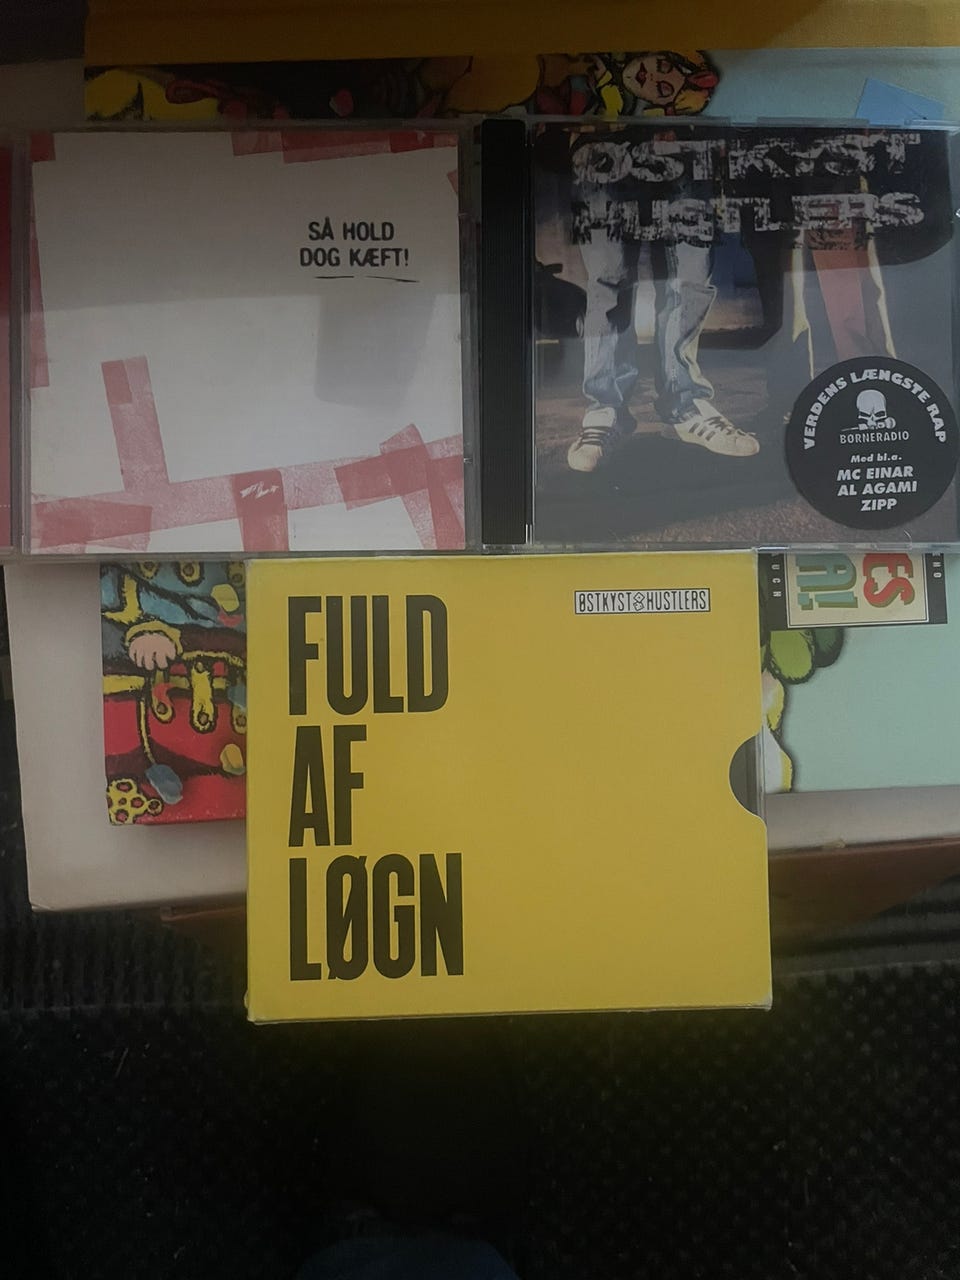 SÅ HOLD
DOG KÆFT!
ØSTKYST
HUSTLERS
VERDENS LÆNGSTE RAP
BØRNERADIO
Med bl.a.
MC EINAR
AL AGAMI
ZIPP
ES
A!
FULD
AF
LØGN
ØSTKYST HUSTLERS